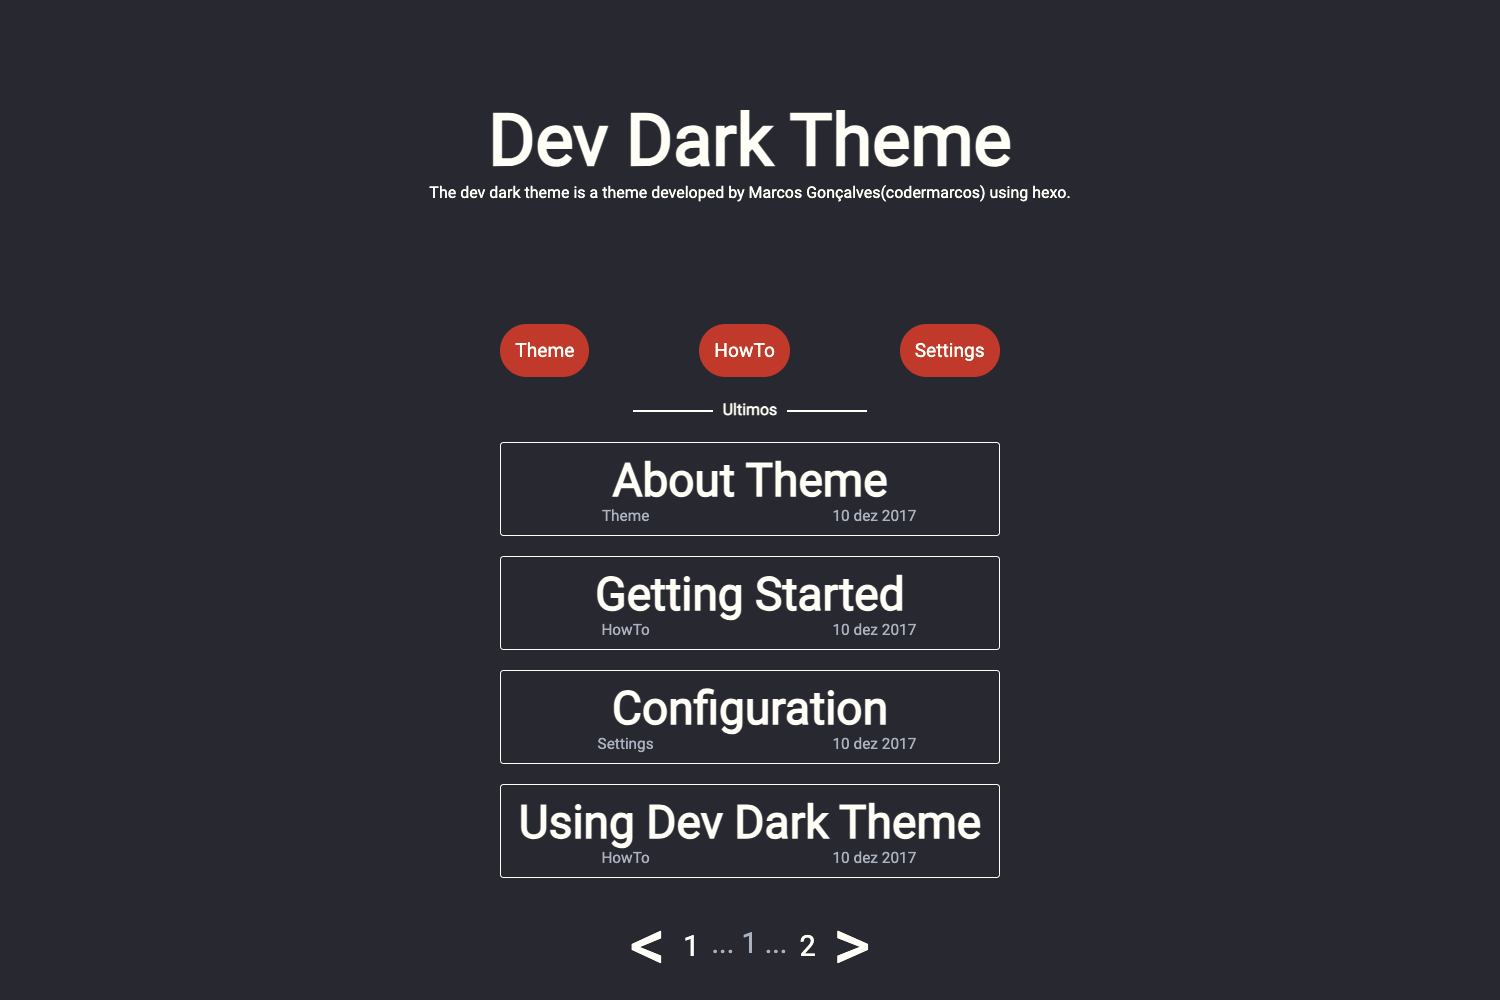 Dev Dark Theme
The dev dark theme is a theme developed by Marcos Gonçalves(codermarcos) using hexo.
Theme HowTo Settings
Ultimos
About Theme
Theme 10 dez 2017
Getting Started
HowTo 10 dez 2017
Configuration
Settings 10 dez 2017
Using Dev Dark Theme
HowTo 10 dez 2017
< 1 ... 1 ... 2 >